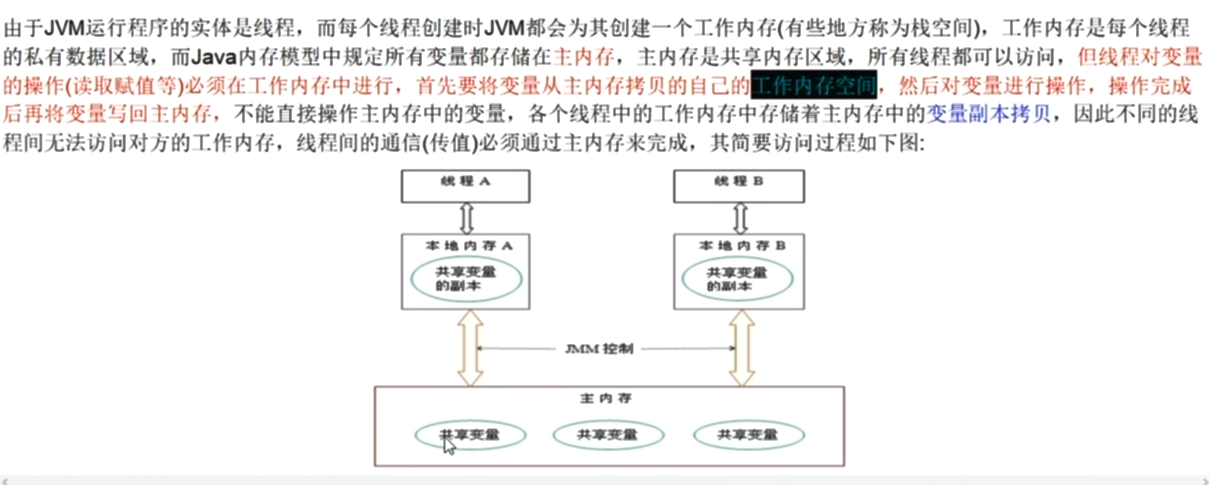 由于JVM运行程序的实体是线程，而每个线程创建时JVM都会为其创建一个工作内存(有些地方称为栈空间)，工作内存是每个线程
的私有数据区域，而Java内存模型中规定所有变量都存储在主内存，主内存是共享内存区域，所有线程都可以访问，但线程对变量
的操作(读取赋值等)必须在工作内存中进行，首先要将变量从主内存拷贝的自己的工作内存空间，然后对变量进行操作，操作完成
后再将变量写回主内存，不能直接操作主内存中的变量，各个线程中的工作内存中存储着主内存中的变量副本拷贝，因此不同的线
程间无法访问对方的工作内存，线程间的通信(传值)必须通过主内存来完成，其简要访问过程如下图:
线程 A
线程 B
本地内存 A
本地内存 B
共享变量
的副本
共享变量
的副本
JMM 控制
主内存
共享变量
共享变量
共享变量